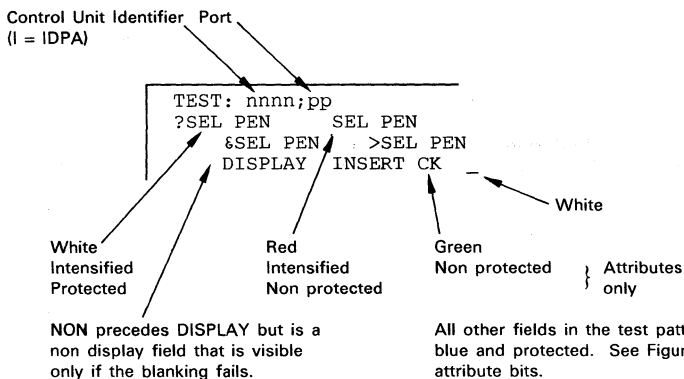 Control Unit Identifier Port
(I = IDPA)
TEST: nnnn;pp
?SEL PEN SEL PEN
&SEL PEN >SEL PEN
DISPLAY INSERT CK _
White
White
Intensified
Protected
Red
Intensified
Non protected
Green
Non protected
} Attributes
only
NON precedes DISPLAY but is a
non display field that is visible
only if the blanking fails.
All other fields in the test patt
blue and protected. See Figur
attribute bits.